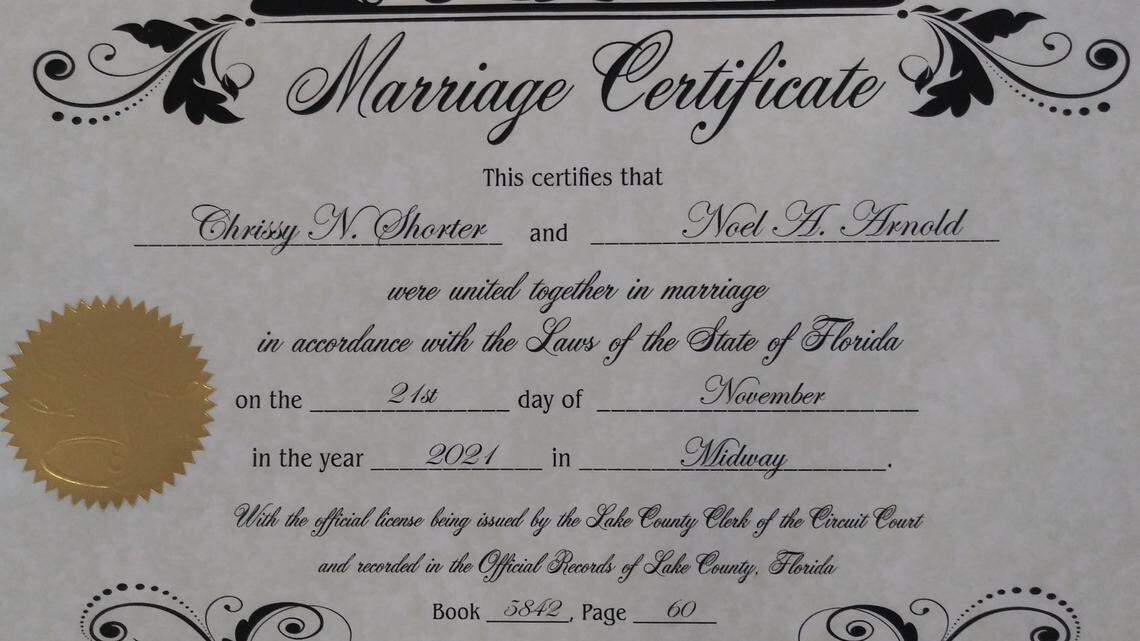 Marriage Certificate
This certifies that
Chrissy N. Shorter and Noel A. Arnold
were united together in marriage
in accordance with the Laws of the State of Florida
on the 21st day of November
in the year 2021 in Midway.
With the official license being issued by the Lake County Clerk of the Circuit Court
and recorded in the Official Records of Lake County, Florida
Book 5842, Page 60